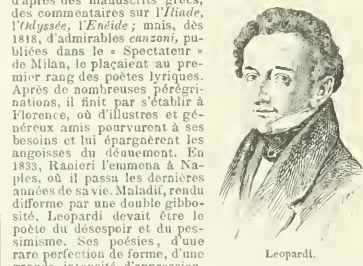 d'après des manuscrits grecs,
des commentaires sur l'Iliade,
l'Odyssée, l'Enéide ; mais, dès
1818, d'admirables canzoni, pu-
bliées dans le « Spectateur »
de Milan, le plaçaient au pre-
mier rang des poètes lyriques.
Après de nombreuses pérégri-
nations, il finit par s'établir à
Florence, où d'illustres et gé-
néreux amis pourvurent à ses
besoins et lui épargnèrent les
angoisses du dénuement. En
1833, Ranieri l'emmena à Na-
ples, où il passa les dernières
années de sa vie. Maladif, rendu
difforme par une double gibbo-
sité, Leopardi devait être le
poète du désespoir et du pes-
simisme. Ses poésies, d'une
rare perfection de forme, d'une
grande intensité d'expression,
Leopardi.